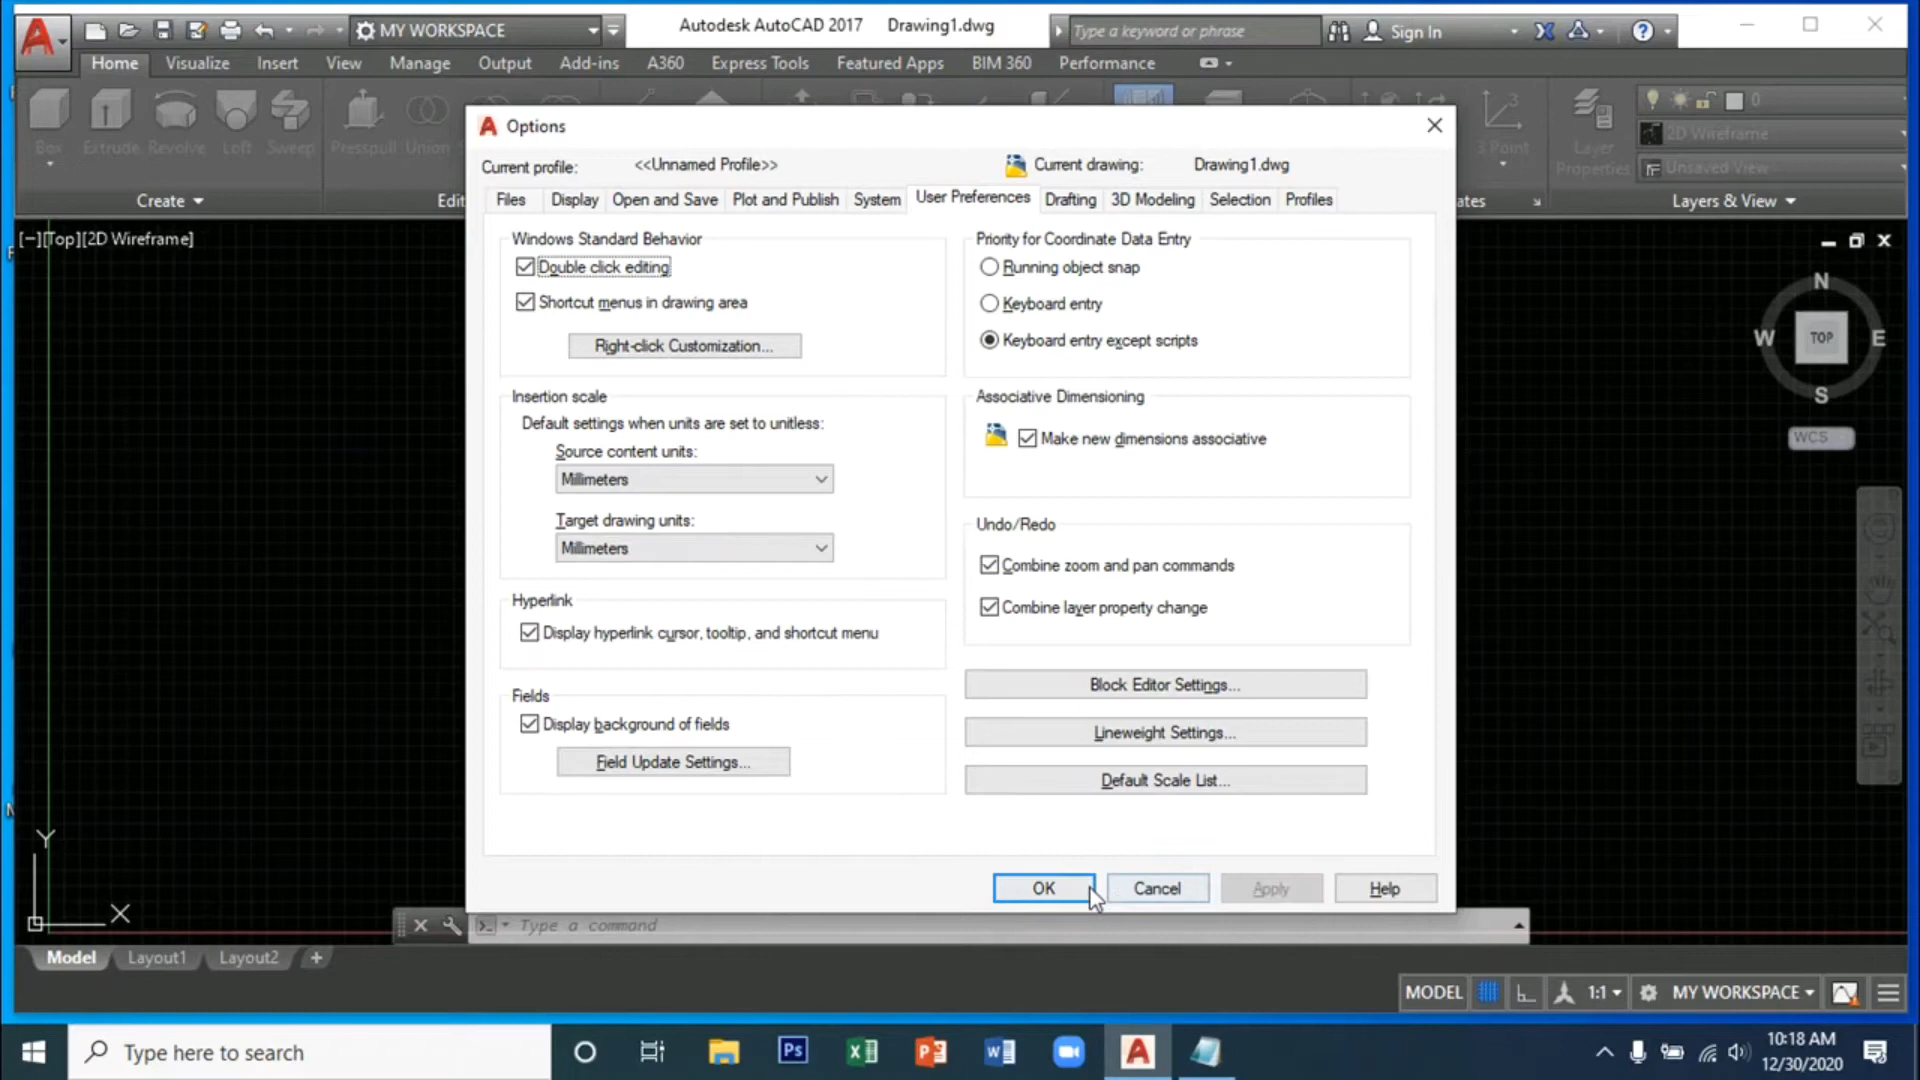 MY WORKSPACE
Autodesk AutoCAD 2017 Drawing1.dwg
Type a keyword or phrase
Sign In
Home Visualize Insert View Manage Output Add-ins A360 Express Tools Featured Apps BIM 360 Performance
Box Extrude Revolve Loft Sweep Presspull Union
3 Point
Layer
Properties
0
2D Wireframe
Unsaved View
Create
Edit
ates
Layers & View
[−][Top][2D Wireframe]
Options
Current profile: <<Unnamed Profile>> Current drawing: Drawing1.dwg
Files Display Open and Save Plot and Publish System User Preferences Drafting 3D Modeling Selection Profiles
Windows Standard Behavior
Double click editing
Shortcut menus in drawing area
Right-click Customization...
Insertion scale
Default settings when units are set to unitless:
Source content units:
Millimeters
Target drawing units:
Millimeters
Hyperlink
Display hyperlink cursor, tooltip, and shortcut menu
Fields
Display background of fields
Field Update Settings...
Priority for Coordinate Data Entry
Running object snap
Keyboard entry
Keyboard entry except scripts
Associative Dimensioning
Make new dimensions associative
Undo/Redo
Combine zoom and pan commands
Combine layer property change
Block Editor Settings...
Lineweight Settings...
Default Scale List...
OK Cancel Apply Help
N
W TOP E
S
WCS
Y
X
Type a command
Model Layout1 Layout2 +
MODEL 1:1 MY WORKSPACE
Type here to search
Ps
10:18 AM
12/30/2020